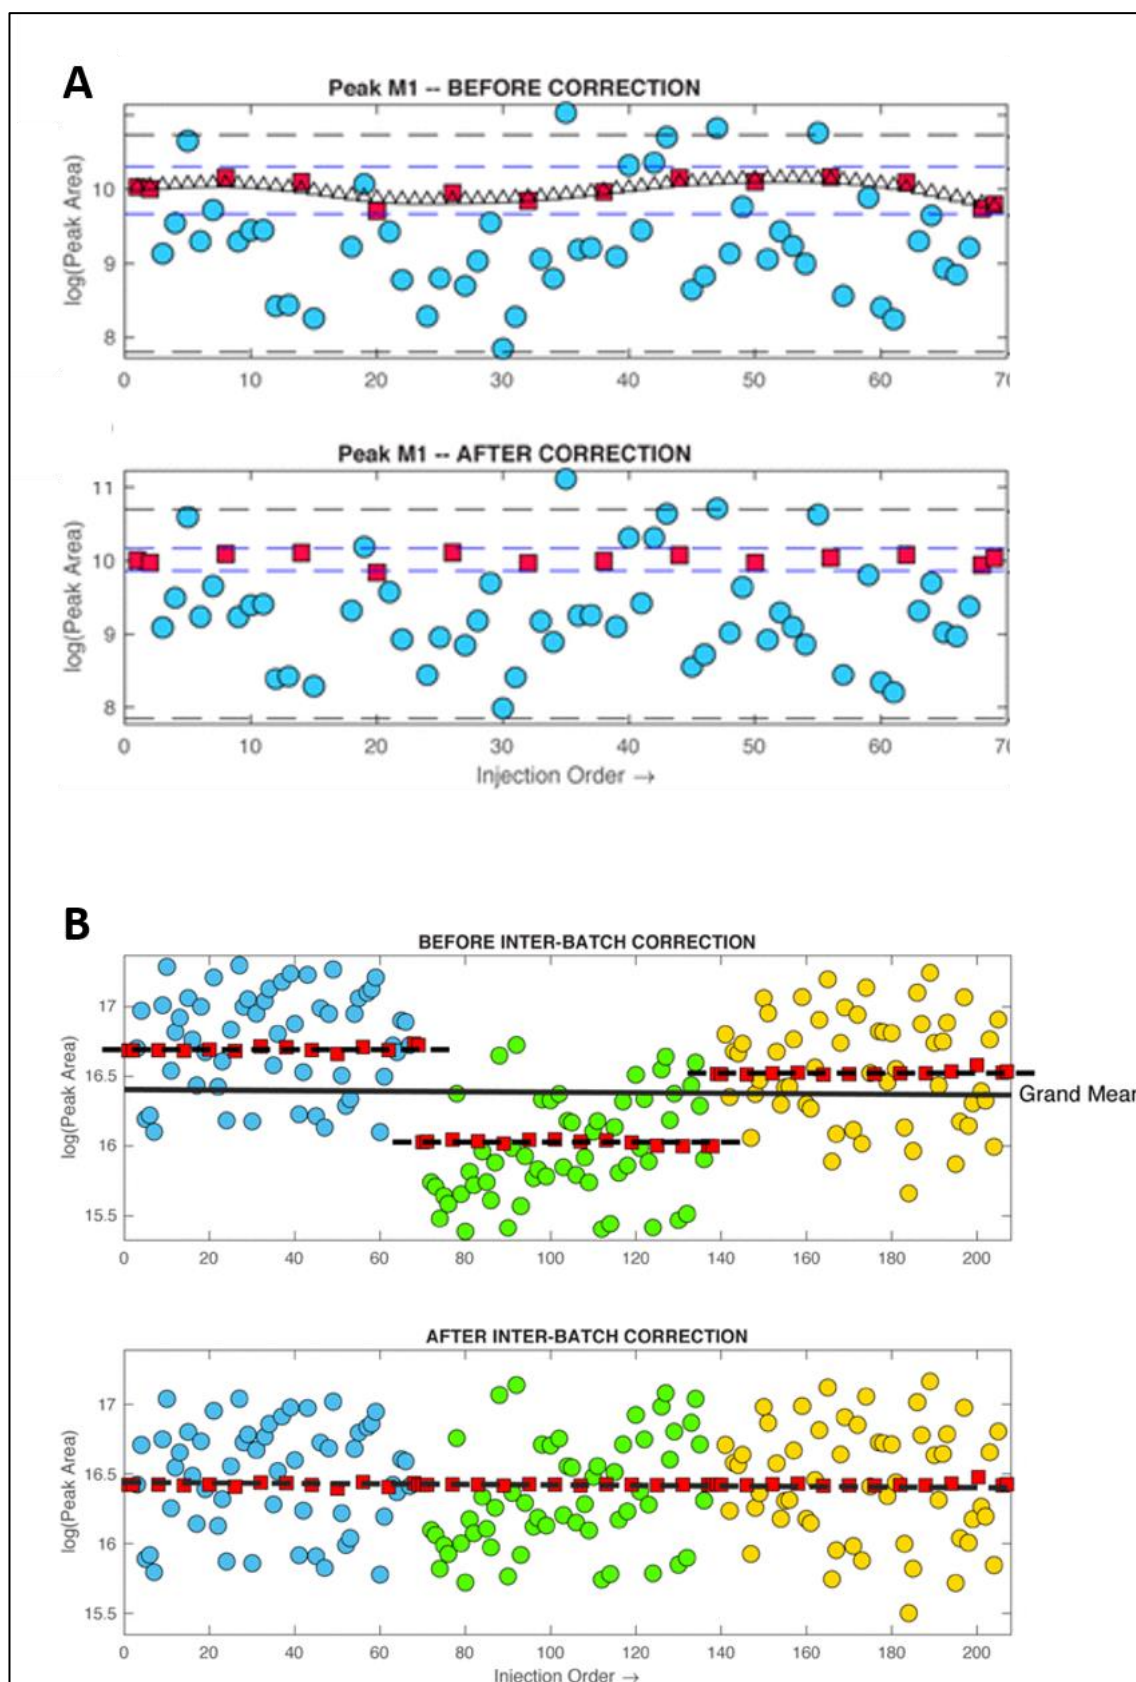 A
Peak M1 -- BEFORE CORRECTION
log(Peak Area)
10
9
8
0 10 20 30 40 50 60 70
Peak M1 -- AFTER CORRECTION
log(Peak Area)
11
10
9
8
0 10 20 30 40 50 60 70
Injection Order →
B
BEFORE INTER-BATCH CORRECTION
log(Peak Area)
17
16.5
16
15.5
Grand Mear
0 20 40 60 80 100 120 140 160 180 200
AFTER INTER-BATCH CORRECTION
log(Peak Area)
17
16.5
16
15.5
0 20 40 60 80 100 120 140 160 180 200
Injection Order →